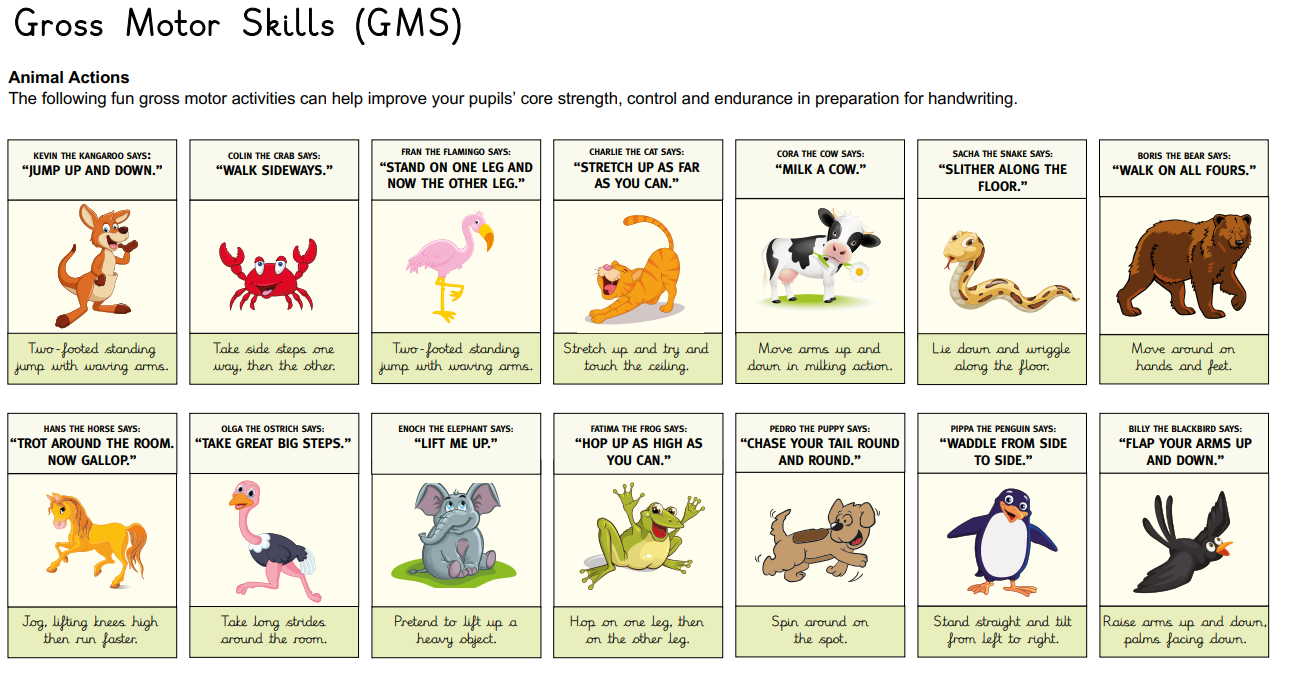 Gross Motor Skills (GMS)
Animal Actions
The following fun gross motor activities can help improve your pupils’ core strength, control and endurance in preparation for handwriting.
KEVIN THE KANGAROO SAYS:
“JUMP UP AND DOWN.”
Two-footed standing
jump with waving arms.
COLIN THE CRAB SAYS:
“WALK SIDEWAYS.”
Take side steps one
way, then the other.
FRAN THE FLAMINGO SAYS:
“STAND ON ONE LEG AND
NOW THE OTHER LEG.”
Two-footed standing
jump with waving arms.
CHARLIE THE CAT SAYS:
“STRETCH UP AS FAR
AS YOU CAN.”
Stretch up and try and
touch the ceiling.
CORA THE COW SAYS:
“MILK A COW.”
Move arms up and
down in milking action.
SACHA THE SNAKE SAYS:
“SLITHER ALONG THE
FLOOR.”
Lie down and wriggle
along the floor.
BORIS THE BEAR SAYS:
“WALK ON ALL FOURS.”
Move around on
hands and feet.
HANS THE HORSE SAYS:
“TROT AROUND THE ROOM.
NOW GALLOP.”
Jog, lifting knees high
then run faster.
OLGA THE OSTRICH SAYS:
“TAKE GREAT BIG STEPS.”
Take long strides
around the room.
ENOCH THE ELEPHANT SAYS:
“LIFT ME UP.”
Pretend to lift up a
heavy object.
FATIMA THE FROG SAYS:
“HOP UP AS HIGH AS
YOU CAN.”
Hop on one leg, then
on the other leg.
PEDRO THE PUPPY SAYS:
“CHASE YOUR TAIL ROUND
AND ROUND.”
Spin around on
the spot.
PIPPA THE PENGUIN SAYS:
“WADDLE FROM SIDE
TO SIDE.”
Stand straight and tilt
from left to right.
BILLY THE BLACKBIRD SAYS:
“FLAP YOUR ARMS UP
AND DOWN.”
Raise arms up and down,
palms facing down.